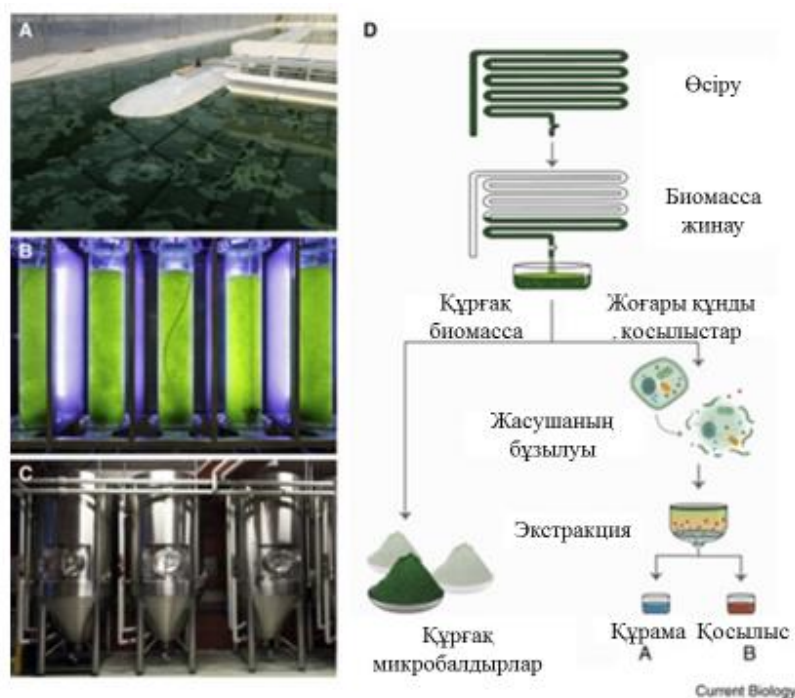 A
D
Өсіру
Биомасса
жинау
B
Құрғақ
биомасса
Жоғары құнды
. қосылыстар
Жасушаның
бұзылуы
C
Экстракция
Құрғақ
микробалдырлар
Құрама
A
Қосылыс
B
Current Biology